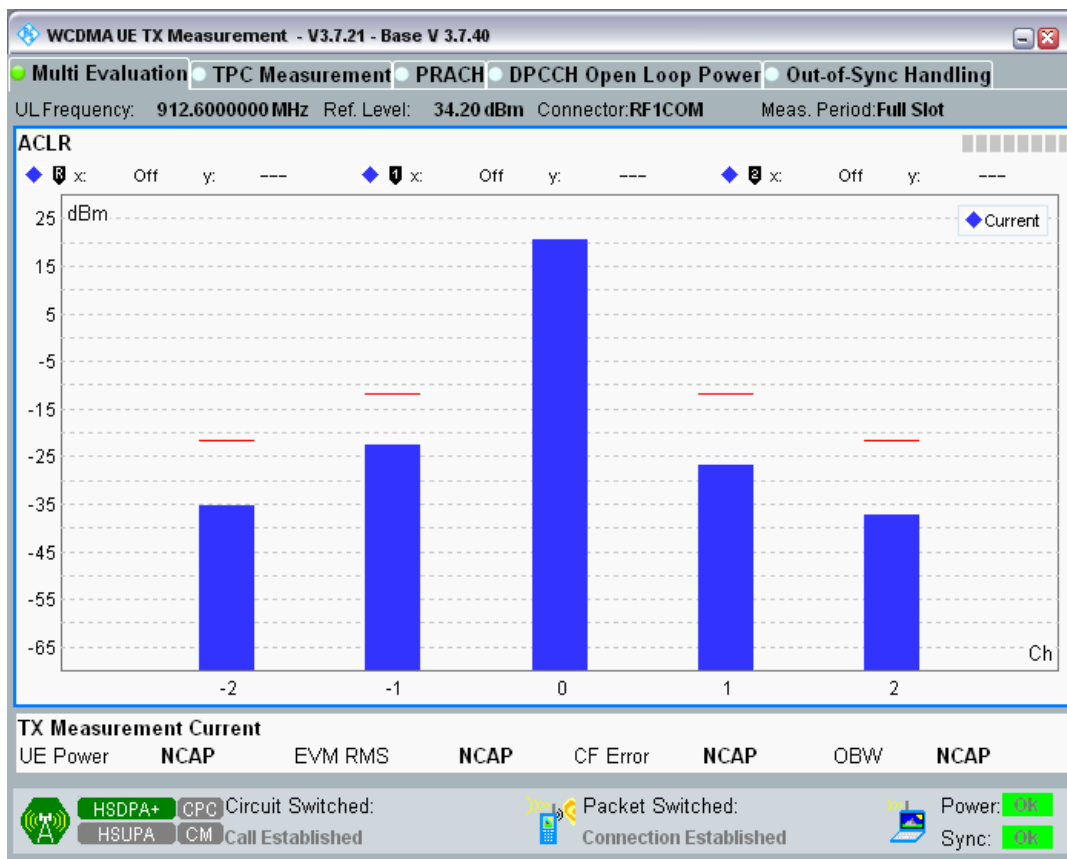 WCDMA UE TX Measurement - V3.7.21 - Base V 3.7.40
Multi Evaluation TPC Measurement PRACH DPCCH Open Loop Power Out-of-Sync Handling
UL Frequency: 912.6000000 MHz Ref. Level: 34.20 dBm Connector:RF1COM Meas. Period:Full Slot
ACLR
R x: Off y: --- 1 x: Off y: --- 2 x: Off y: ---
dBm
Current
25
15
5
-5
-15
-25
-35
-45
-55
-65
Ch
-2 -1 0 1 2
TX Measurement Current
UE Power NCAP EVM RMS NCAP CF Error NCAP OBW NCAP
HSDPA+ CPC Circuit Switched: Packet Switched: Power: OK
HSUPA CM Call Established Connection Established Sync: OK